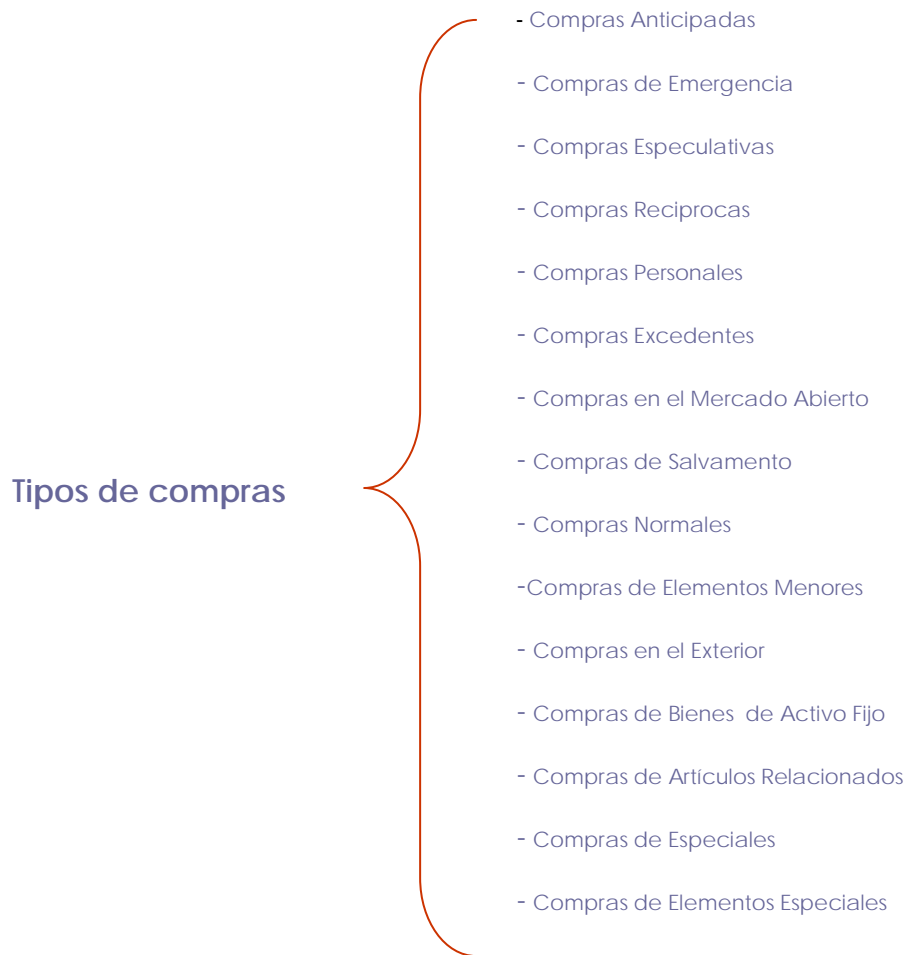 Tipos de compras
- Compras Anticipadas
- Compras de Emergencia
- Compras Especulativas
- Compras Reciprocas
- Compras Personales
- Compras Excedentes
- Compras en el Mercado Abierto
- Compras de Salvamento
- Compras Normales
-Compras de Elementos Menores
- Compras en el Exterior
- Compras de Bienes de Activo Fijo
- Compras de Artículos Relacionados
- Compras de Especiales
- Compras de Elementos Especiales